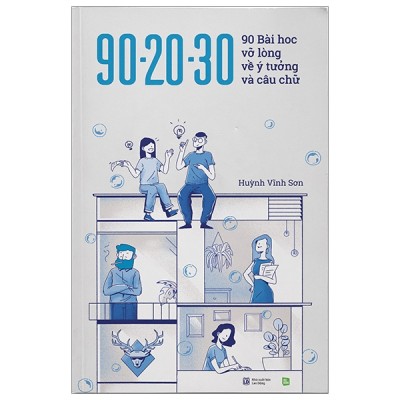 90-20-30
90 Bài học
vỡ lòng
về ý tưởng
và câu chữ
Huỳnh Vĩnh Sơn